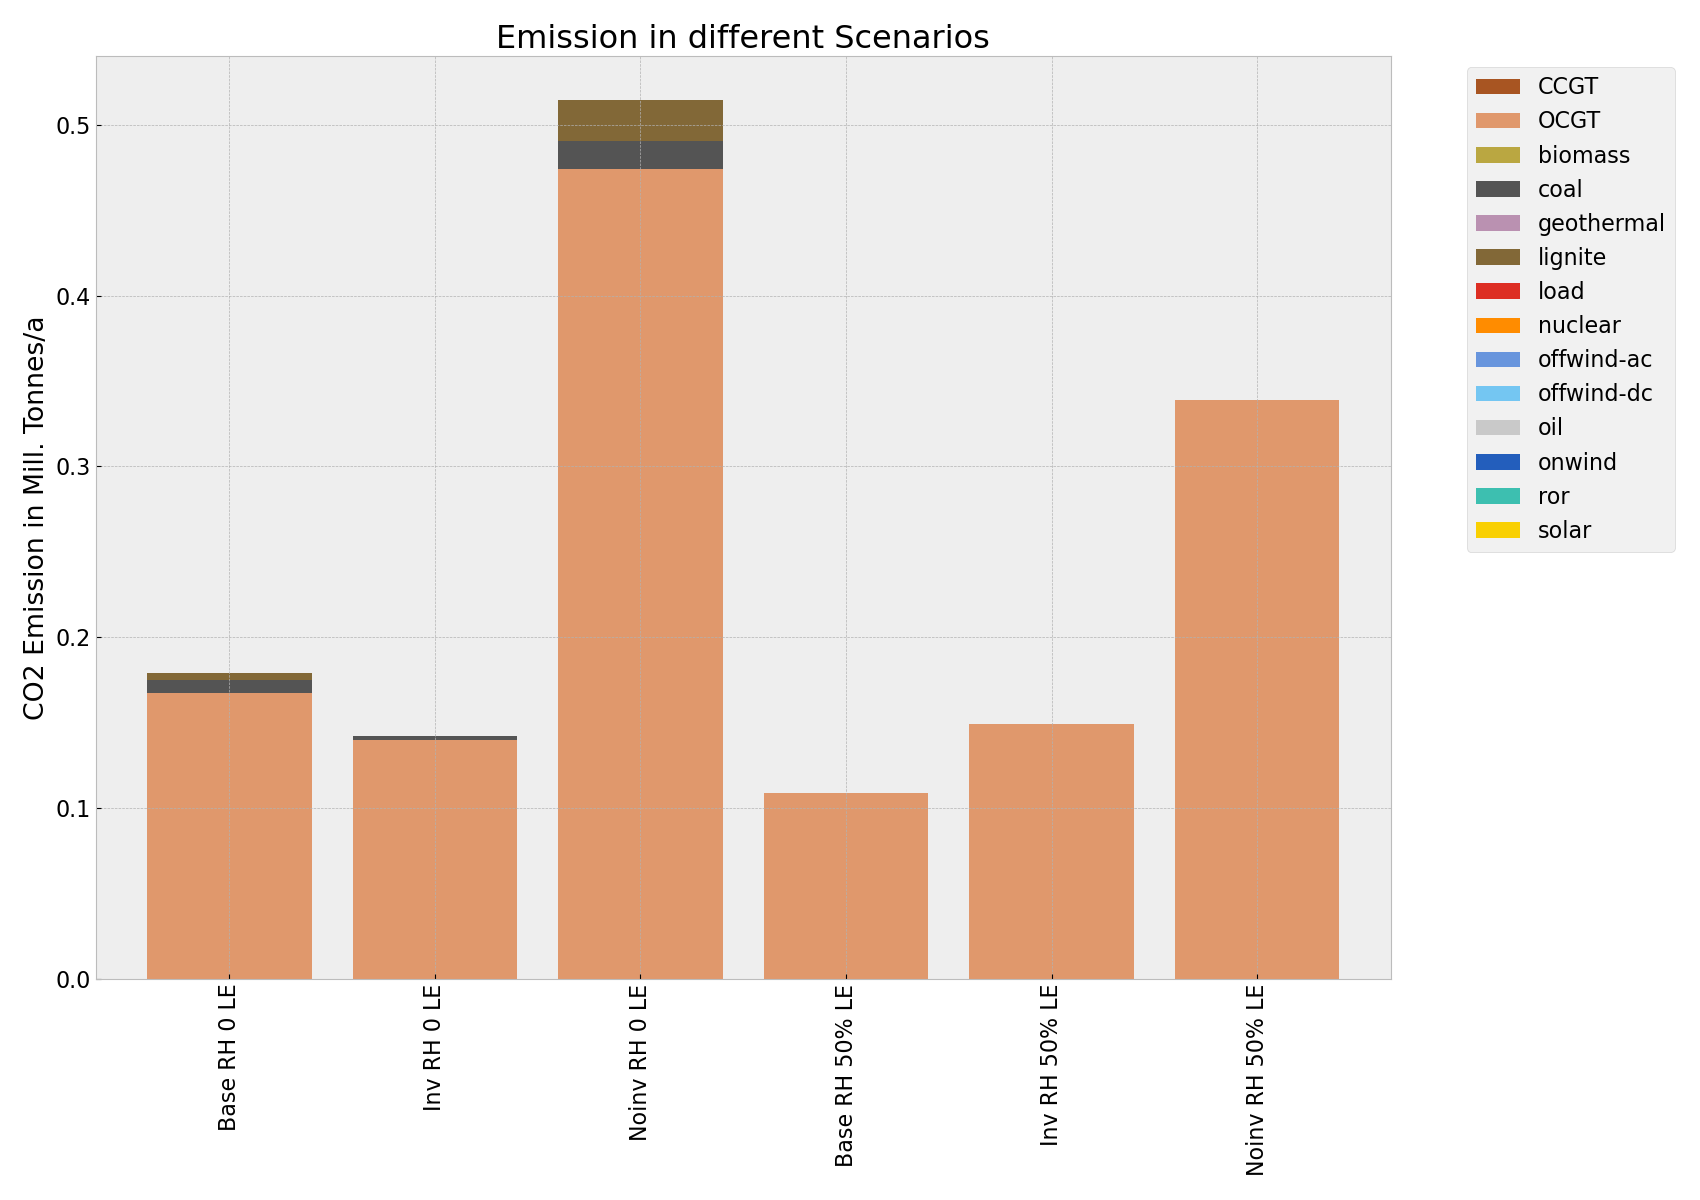 Emission in different Scenarios
CO2 Emission in Mill. Tonnes/a
0.5
0.4
0.3
0.2
0.1
0.0
Base RH 0 LE
Inv RH 0 LE
Noinv RH 0 LE
Base RH 50% LE
Inv RH 50% LE
Noinv RH 50% LE
CCGT
OCGT
biomass
coal
geothermal
lignite
load
nuclear
offwind-ac
offwind-dc
oil
onwind
ror
solar